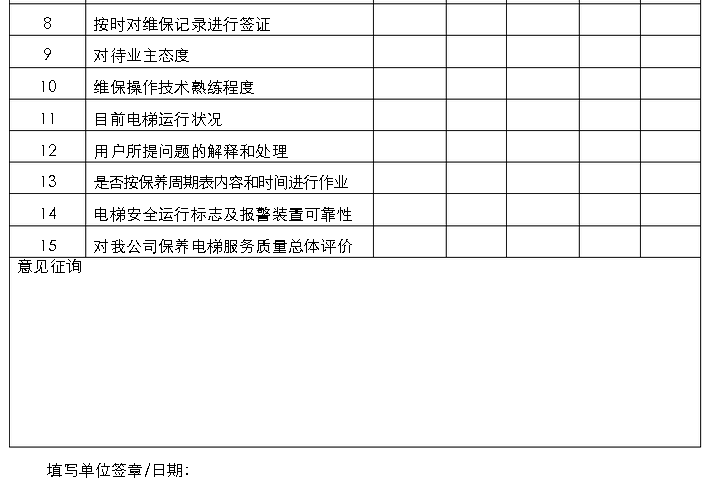 8 按时对维保记录进行签证
9 对待业主态度
10 维保操作技术熟练程度
11 目前电梯运行状况
12 用户所提问题的解释和处理
13 是否按保养周期表内容和时间进行作业
14 电梯安全运行标志及报警装置可靠性
15 对我公司保养电梯服务质量总体评价
意见征询
填写单位签章/日期: